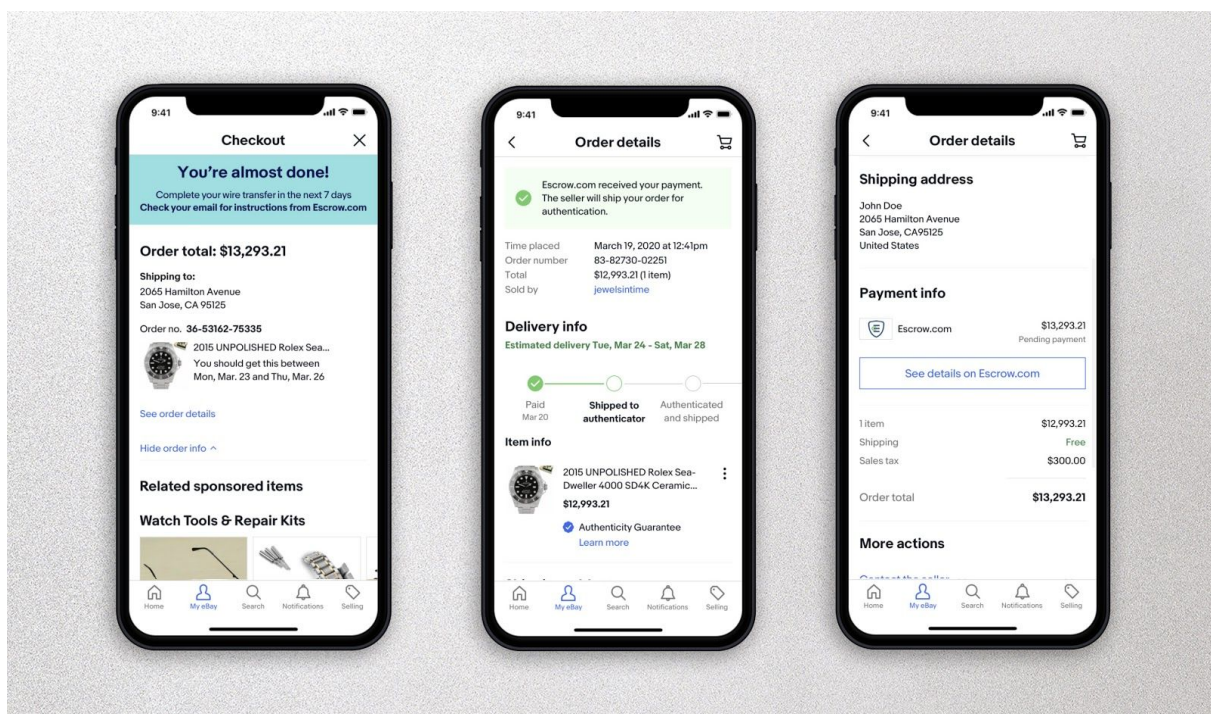 9:41
Checkout
You're almost done!
Complete your wire transfer in the next 7 days
Check your email for instructions from Escrow.com
Order total: $13,293.21
Shipping to:
2065 Hamilton Avenue
San Jose, CA 95125
Order no. 36-53162-75335
2015 UNPOLISHED Rolex Sea...
You should get this between
Mon, Mar. 23 and Thu, Mar. 26
See order details
Hide order info
Related sponsored items
Watch Tools & Repair Kits
Home My eBay Search Notifications Selling
9:41
Order details
Escrow.com received your payment.
The seller will ship your order for
authentication.
Time placed March 19, 2020 at 12:41pm
Order number 83-82730-02251
Total $12,993.21 (1 item)
Sold by jewelsintime
Delivery info
Estimated delivery Tue, Mar 24 - Sat, Mar 28
Paid Shipped to Authenticated
Mar 20 authenticator and shipped
Item info
2015 UNPOLISHED Rolex Sea-
Dweller 4000 SD4K Ceramic...
$12,993.21
Authenticity Guarantee
Learn more
Home My eBay Search Notifications Selling
9:41
Order details
Shipping address
John Doe
2065 Hamilton Avenue
San Jose, CA95125
United States
Payment info
Escrow.com $13,293.21
Pending payment
See details on Escrow.com
1 item $12,993.21
Shipping Free
Sales tax $300.00
Order total $13,293.21
More actions
Contact the seller
Home My eBay Search Notifications Selling